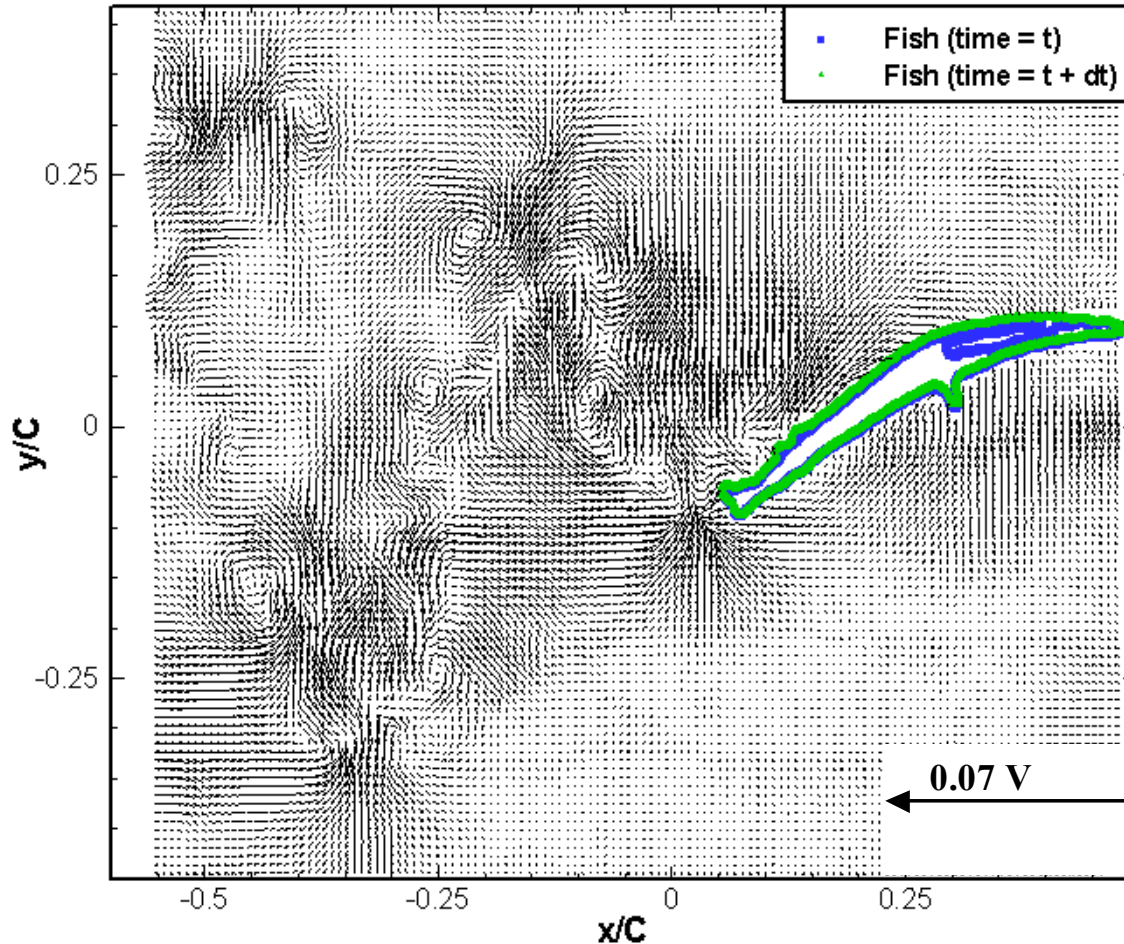 Fish (time = t)
Fish (time = t + dt)
0.25
0
-0.25
y/C
0.07 V
-0.5
-0.25
0
0.25
x/C